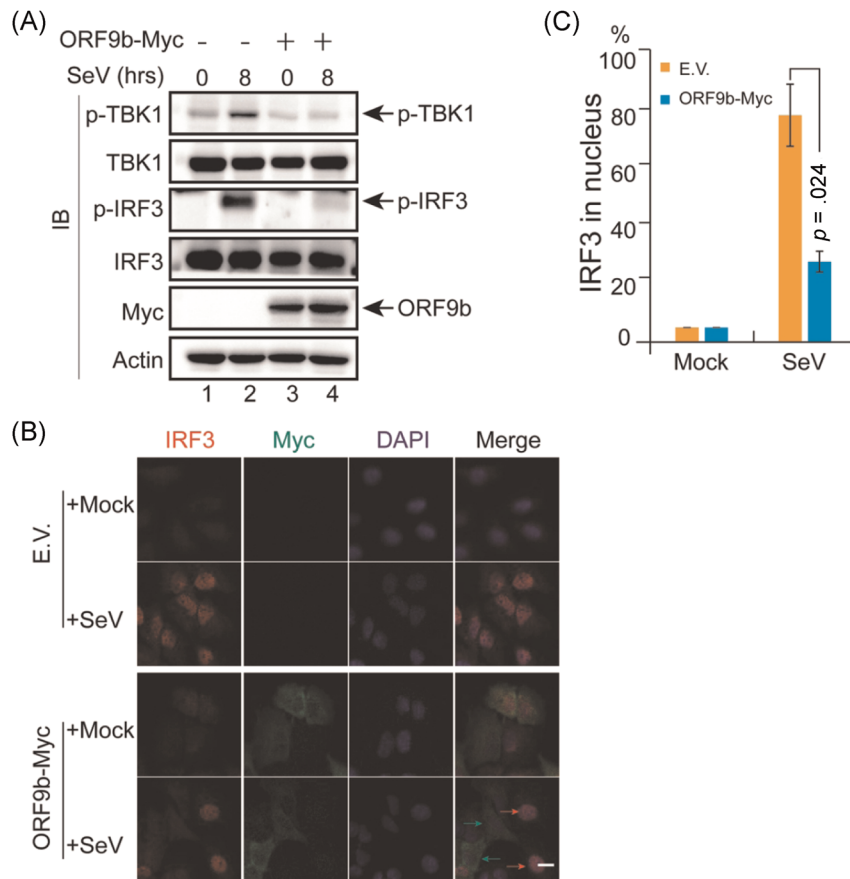 (A)
ORF9b-Myc - - + +
SeV (hrs) 0 8 0 8
IB
p-TBK1
p-TBK1
TBK1
p-IRF3
p-IRF3
IRF3
Myc
ORF9b
Actin
1 2 3 4
(C)
%
100
80
60
40
20
0
IRF3 in nucleus
E.V.
ORF9b-Myc
p = .024
Mock SeV
(B)
IRF3 Myc DAPI Merge
E.V.
+Mock
+SeV
ORF9b-Myc
+Mock
+SeV